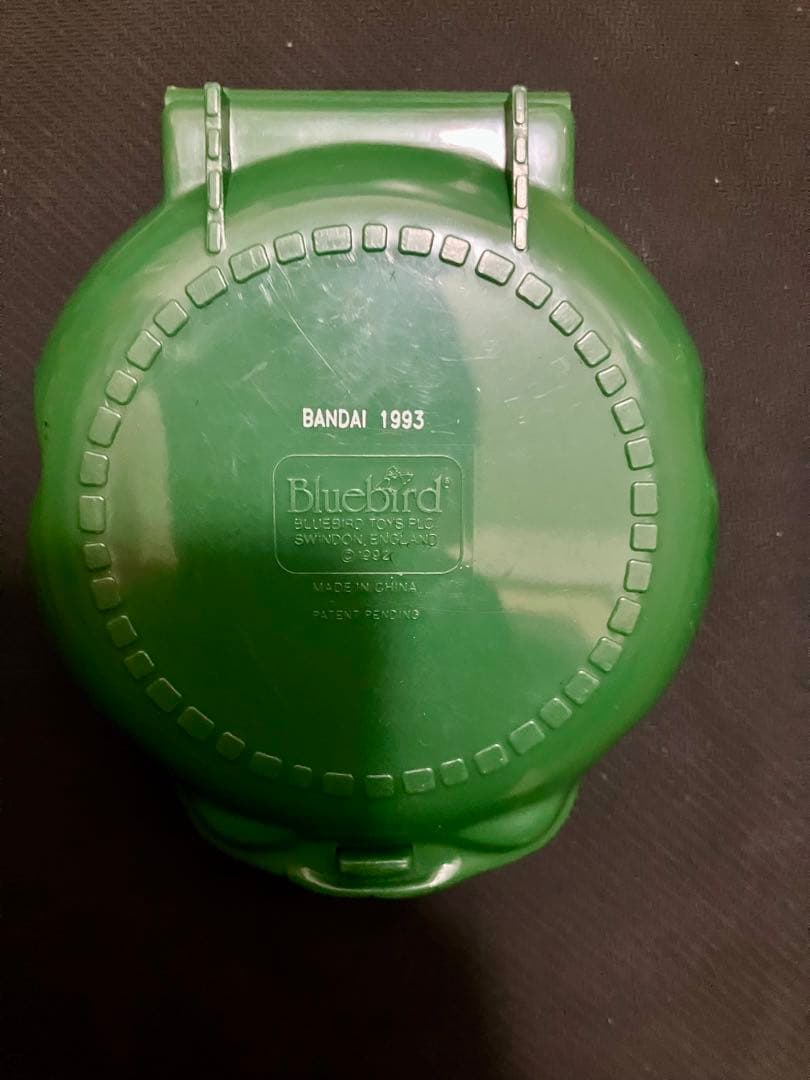 BANDAI 1993
Bluebird®
BLUEBIRD TOYS PLC
SWINDON, ENGLAND
© 1992
MADE IN CHINA
PATENT PENDING